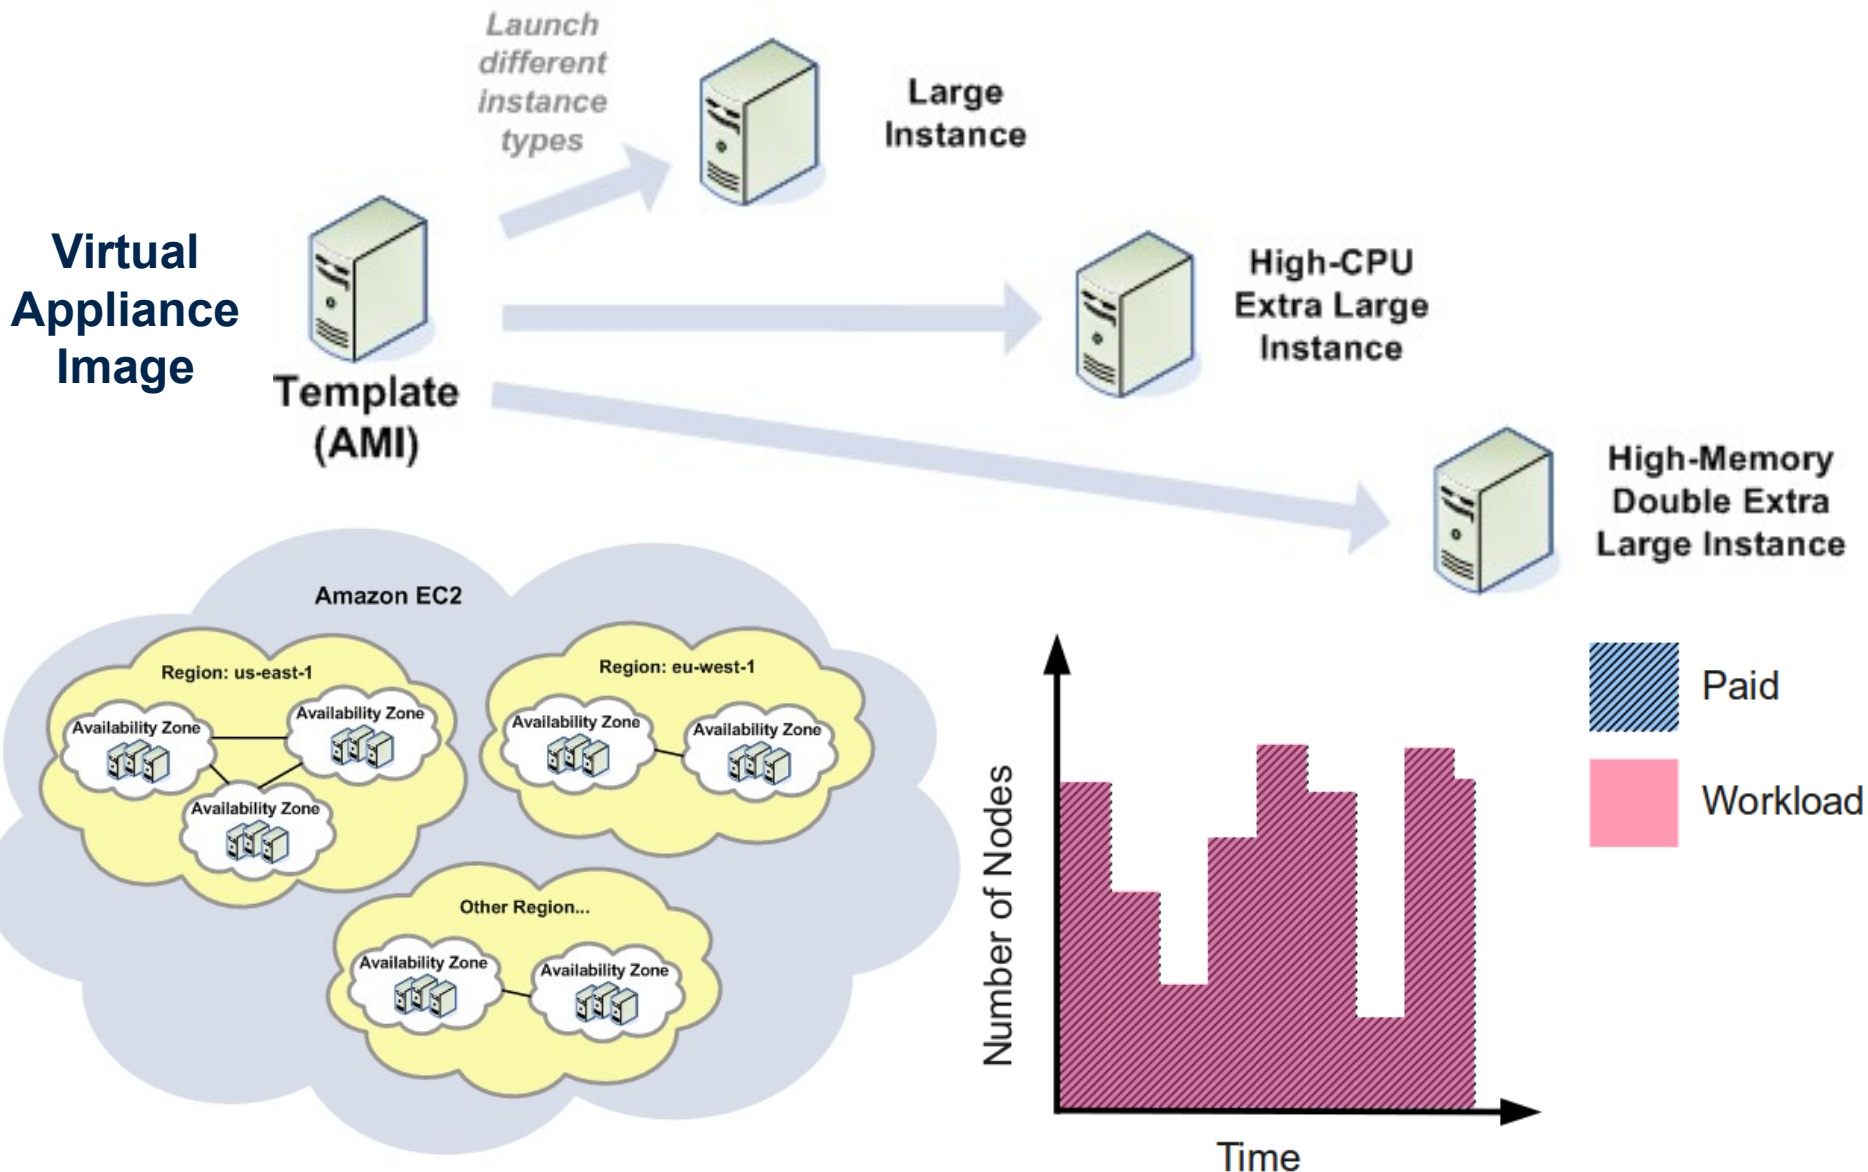 Launch
different
instance
types
Large
Instance
Virtual
Appliance
Image
Template
(AMI)
High-CPU
Extra Large
Instance
High-Memory
Double Extra
Large Instance
Amazon EC2
Region: us-east-1
Availability Zone
Availability Zone
Availability Zone
Region: eu-west-1
Availability Zone
Availability Zone
Other Region...
Availability Zone
Availability Zone
Number of Nodes
Time
Paid
Workload